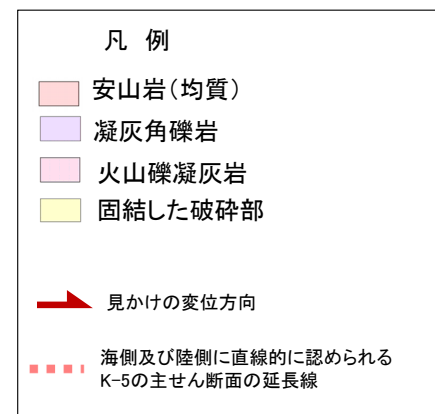 凡 例
安山岩(均質)
凝灰角礫岩
火山礫凝灰岩
固結した破砕部
見かけの変位方向
海側及び陸側に直線的に認められる
K-5の主せん断面の延長線